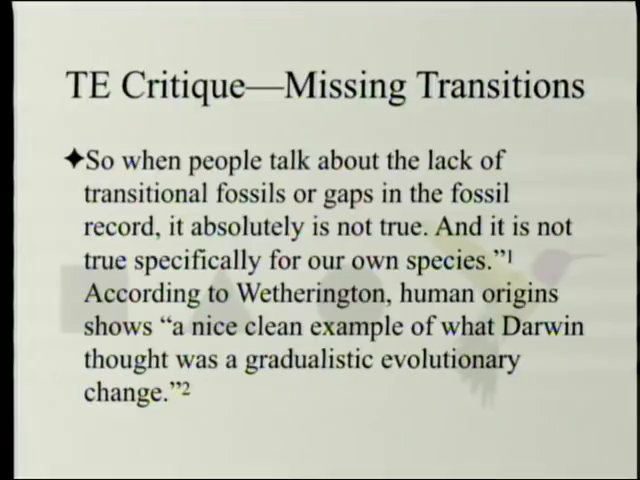 TE Critique—Missing Transitions
✦So when people talk about the lack of
transitional fossils or gaps in the fossil
record, it absolutely is not true. And it is not
true specifically for our own species.”1
According to Wetherington, human origins
shows “a nice clean example of what Darwin
thought was a gradualistic evolutionary
change.”2